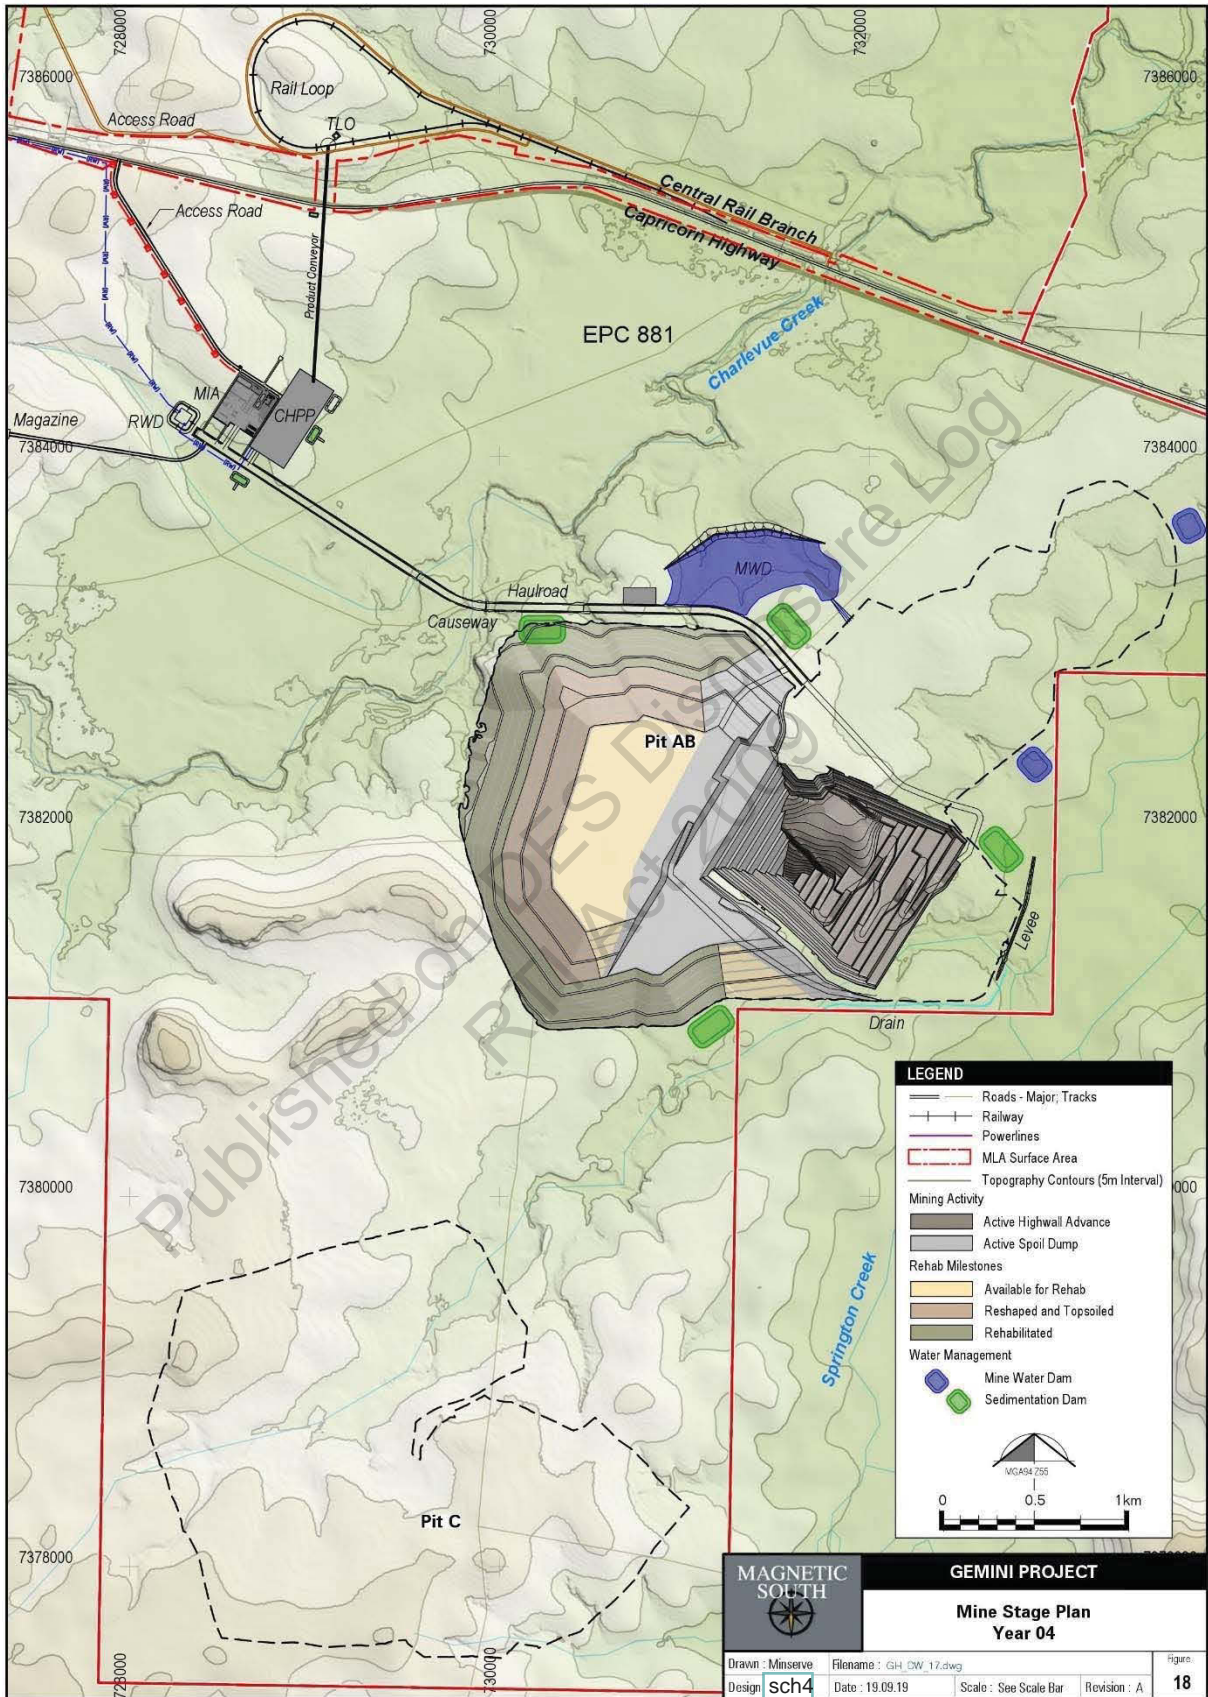 728000
730000
732000
7386000
7386000
Rail Loop
Access Road
TLO
Access Road
Central Rail Branch
Capricorn Highway
Product Conveyor
EPC 881
Charlevue Creek
MIA
CHPP
RWD
Magazine
7384000
7384000
MWD
Haulroad
Causeway
Pit AB
7382000
7382000
Levee
Drain
Published on DES Disclosure Log
RTI Act 2009
7380000
Springton Creek
Pit C
7378000
728000
730000
LEGEND
Roads - Major; Tracks
Railway
Powerlines
MLA Surface Area
Topography Contours (5m Interval)
Mining Activity
Active Highwall Advance
Active Spoil Dump
Rehab Milestones
Available for Rehab
Reshaped and Topsoiled
Rehabilitated
Water Management
Mine Water Dam
Sedimentation Dam
MGA94 Z55
0 0.5 1km
MAGNETIC
SOUTH
GEMINI PROJECT
Mine Stage Plan
Year 04
Drawn : Minserve
Filename : GH_CW_17.dwg
Figure
18
Design sch4
Date : 19.09.19
Scale : See Scale Bar
Revision : A